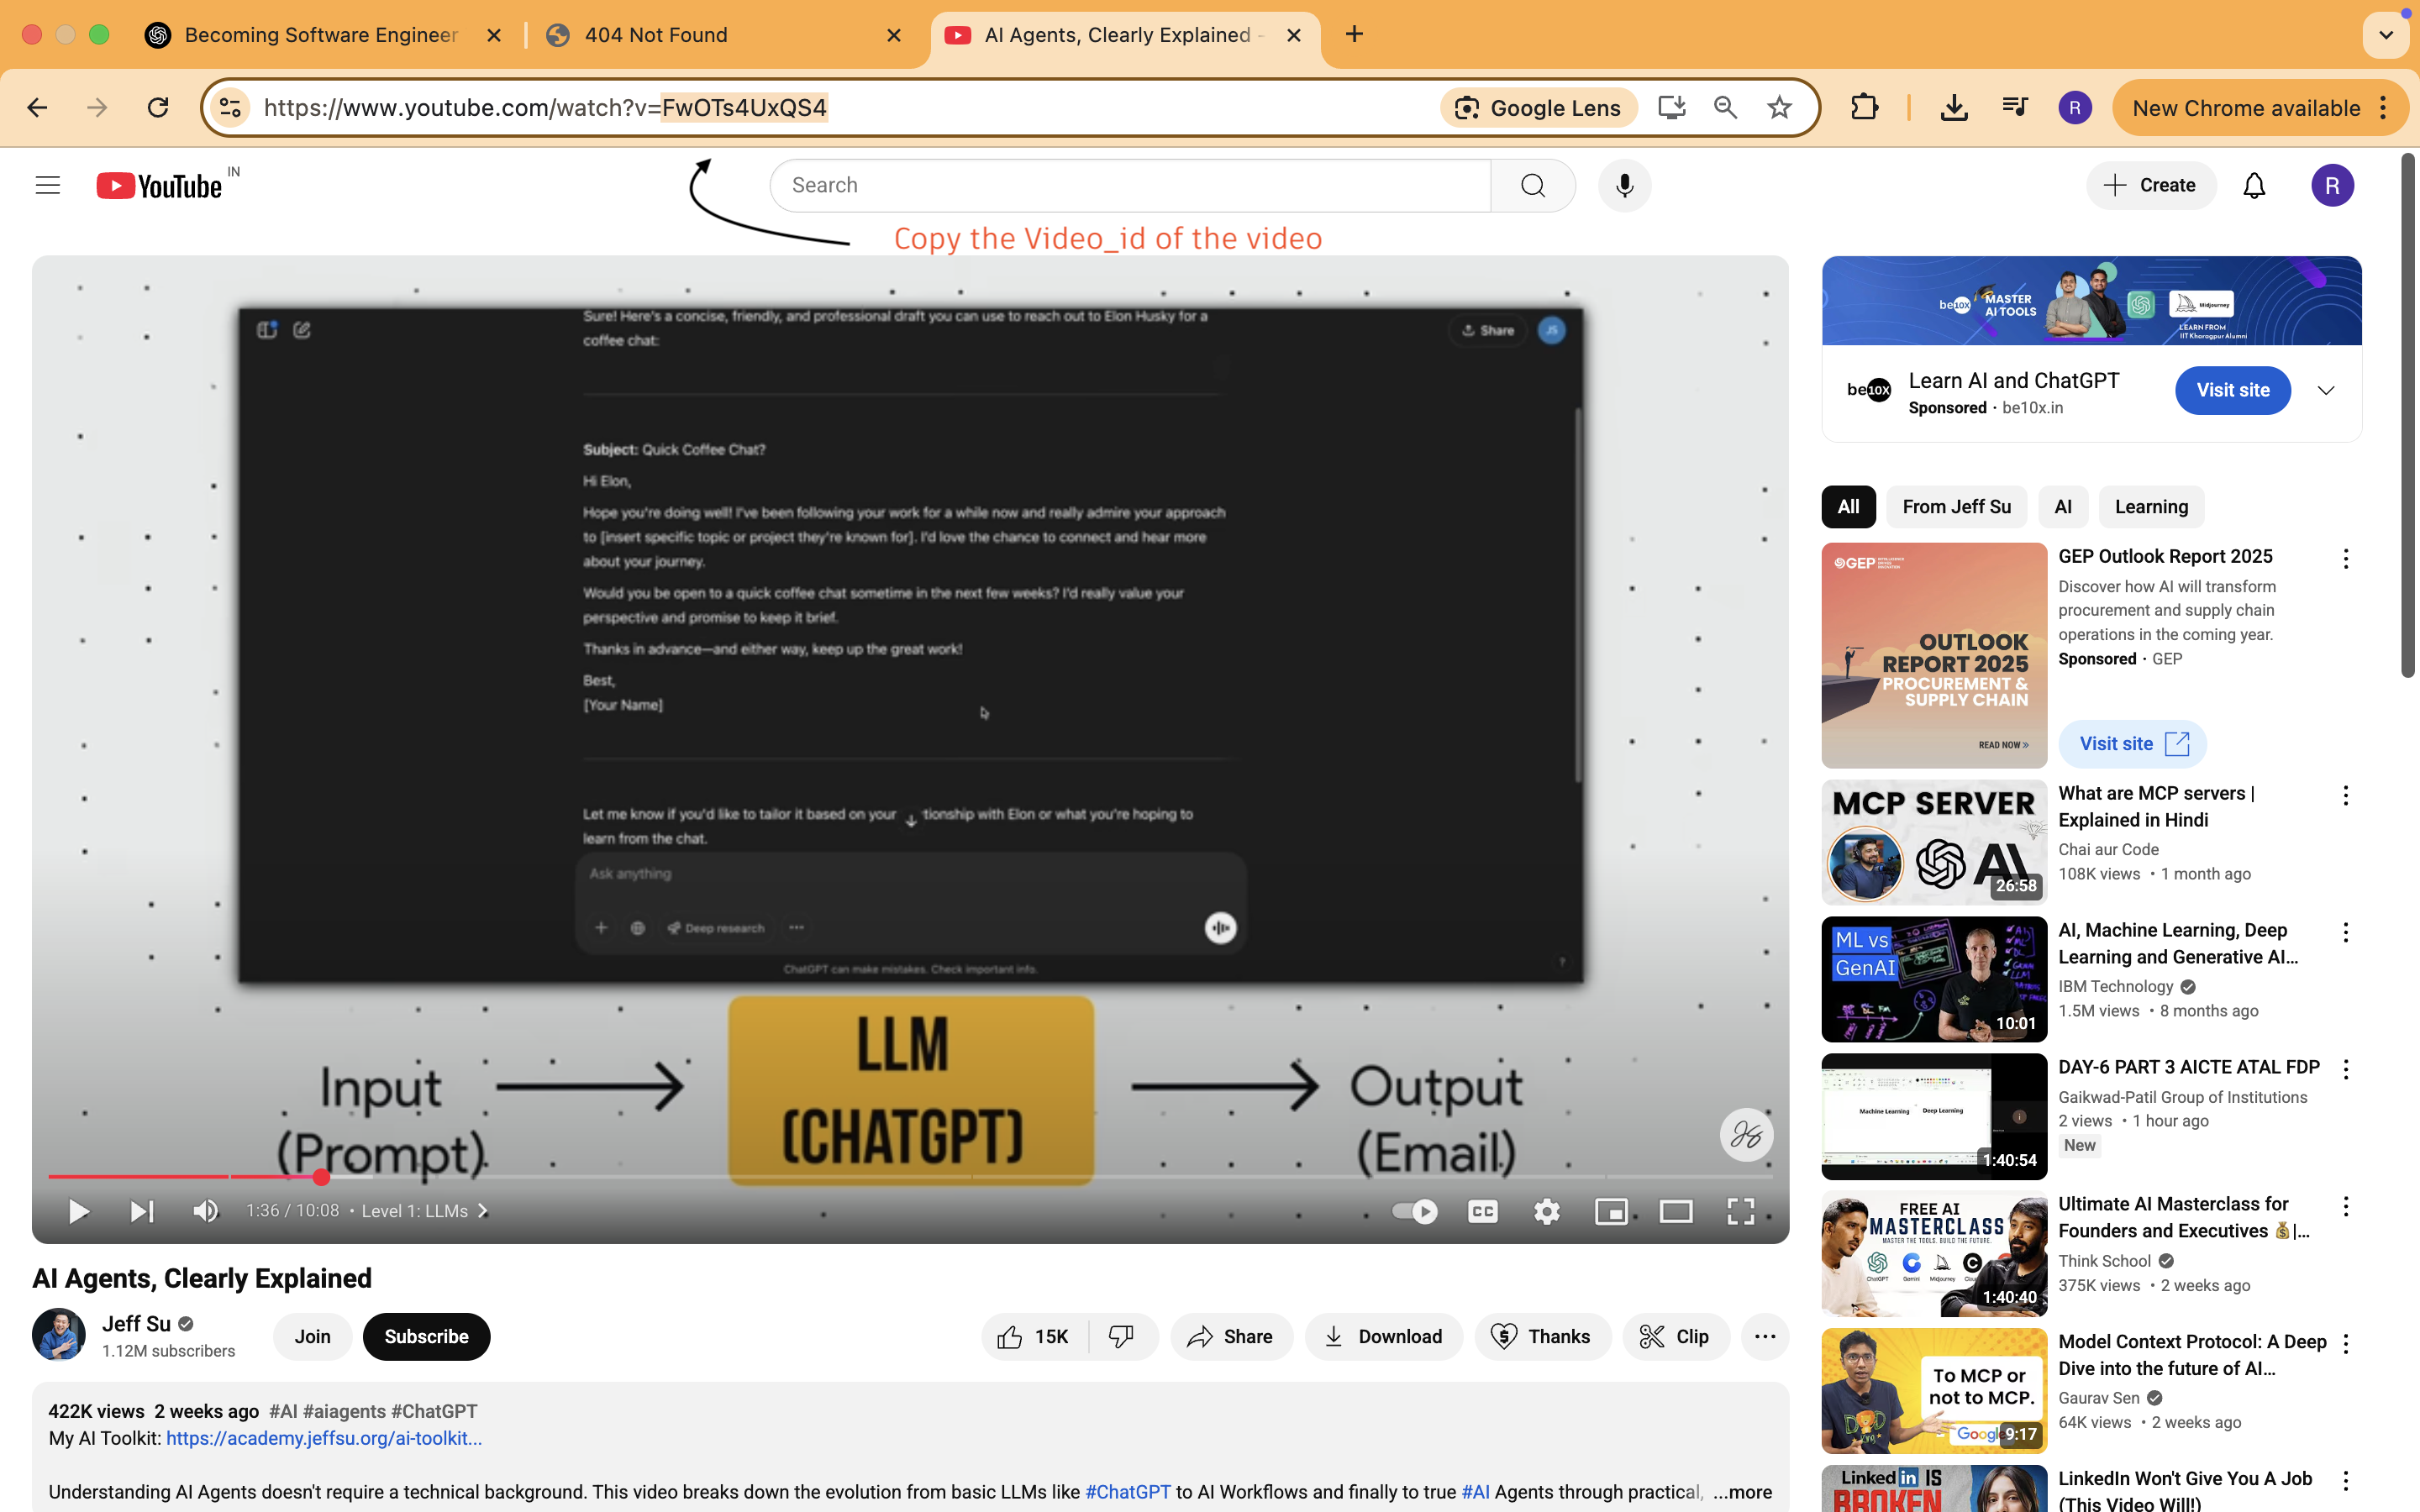 Becoming Software Engineer
404 Not Found
AI Agents, Clearly Explained -
https://www.youtube.com/watch?v=FwOTs4UxQS4
Google Lens
R
New Chrome available
YouTube IN
Search
Create
R
Copy the Video_id of the video
Sure! Here's a concise, friendly, and professional draft you can use to reach out to Elon Husky for a
coffee chat:
Share
JS
Subject: Quick Coffee Chat?
Hi Elon,
Hope you're doing well! I've been following your work for a while now and really admire your approach
to [insert specific topic or project they're known for]. I'd love the chance to connect and hear more
about your journey.
Would you be open to a quick coffee chat sometime in the next few weeks? I'd really value your
perspective and promise to keep it brief.
Thanks in advance—and either way, keep up the great work!
Best,
[Your Name]
Let me know if you'd like to tailor it based on your tionship with Elon or what you're hoping to
learn from the chat.
Ask anything
Deep research
ChatGPT can make mistakes. Check important info.
?
Input
(Prompt)
LLM
(CHATGPT)
Output
(Email)
JS
1:36 / 10:08 • Level 1: LLMs
CC
AI Agents, Clearly Explained
Jeff Su
1.12M subscribers
Join
Subscribe
15K
Share
Download
Thanks
Clip
422K views 2 weeks ago #AI #aiagents #ChatGPT
My AI Toolkit: https://academy.jeffsu.org/ai-toolkit...
Understanding AI Agents doesn't require a technical background. This video breaks down the evolution from basic LLMs like #ChatGPT to AI Workflows and finally to true #AI Agents through practical, ...more
be10X
MASTER
AI TOOLS
Midjourney
LEARN FROM
IIT Kharagpur Alumni
be10X
Learn AI and ChatGPT
Sponsored · be10x.in
Visit site
All
From Jeff Su
AI
Learning
GEP
OUTLOOK
REPORT 2025
PROCUREMENT &
SUPPLY CHAIN
READ NOW »
GEP Outlook Report 2025
Discover how AI will transform
procurement and supply chain
operations in the coming year.
Sponsored · GEP
Visit site
MCP SERVER
AI
26:58
What are MCP servers |
Explained in Hindi
Chai aur Code
108K views • 1 month ago
ML vs
GenAI
10:01
AI, Machine Learning, Deep
Learning and Generative AI...
IBM Technology
1.5M views • 8 months ago
Machine Learning
Deep Learning
1:40:54
DAY-6 PART 3 AICTE ATAL FDP
Gaikwad-Patil Group of Institutions
2 views • 1 hour ago
New
FREE AI
MASTERCLASS
MASTER THE TOOLS. BUILD THE FUTURE.
ChatGPT
Gemini
Midjourney
1:40:40
Ultimate AI Masterclass for
Founders and Executives 💰|...
Think School
375K views • 2 weeks ago
To MCP or
not to MCP.
Google
9:17
Model Context Protocol: A Deep
Dive into the future of AI...
Gaurav Sen
64K views • 2 weeks ago
Linked in IS
BROKEN
LinkedIn Won't Give You A Job
(This Video Will!)